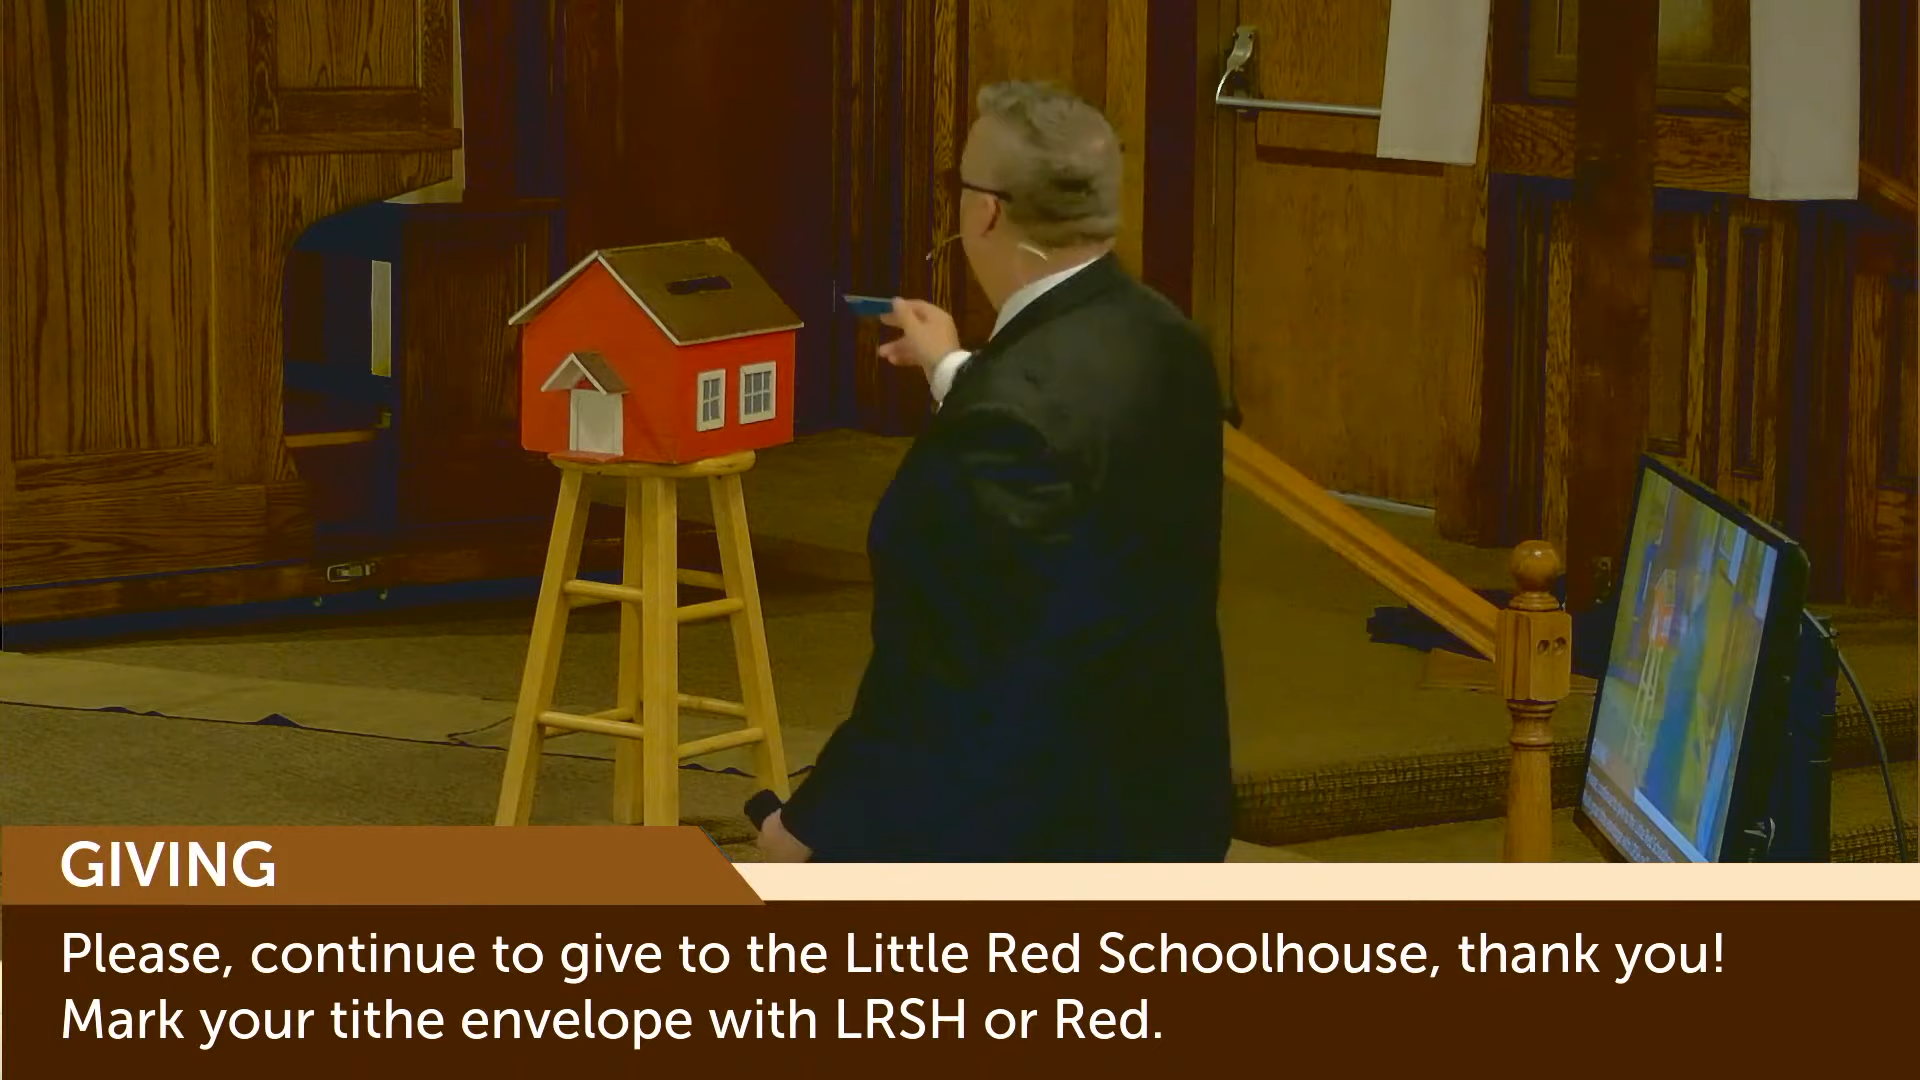 GIVING
Please, continue to give to the Little Red Schoolhouse, thank you!
Mark your tithe envelope with LRSH or Red.